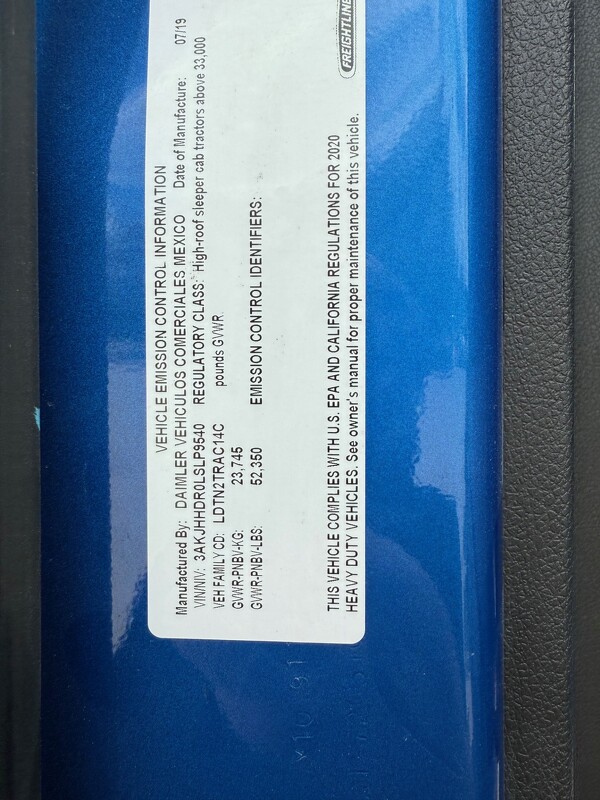 VEHICLE EMISSION CONTROL INFORMATION
Manufactured By: DAIMLER VEHICULOS COMERCIALES MEXICO Date of Manufacture: 07/19
VIN/NIV: 3AKJHHDR0LSLP9540 REGULATORY CLASS: High-roof sleeper cab tractors above 33,000
VEH FAMILY CD: LDTN2TRAC14C pounds GVWR.
GVWR-PNBV-KG: 23,745
GVWR-PNBV-LBS: 52,350 EMISSION CONTROL IDENTIFIERS:
THIS VEHICLE COMPLIES WITH U.S. EPA AND CALIFORNIA REGULATIONS FOR 2020
HEAVY DUTY VEHICLES. See owner's manual for proper maintenance of this vehicle.